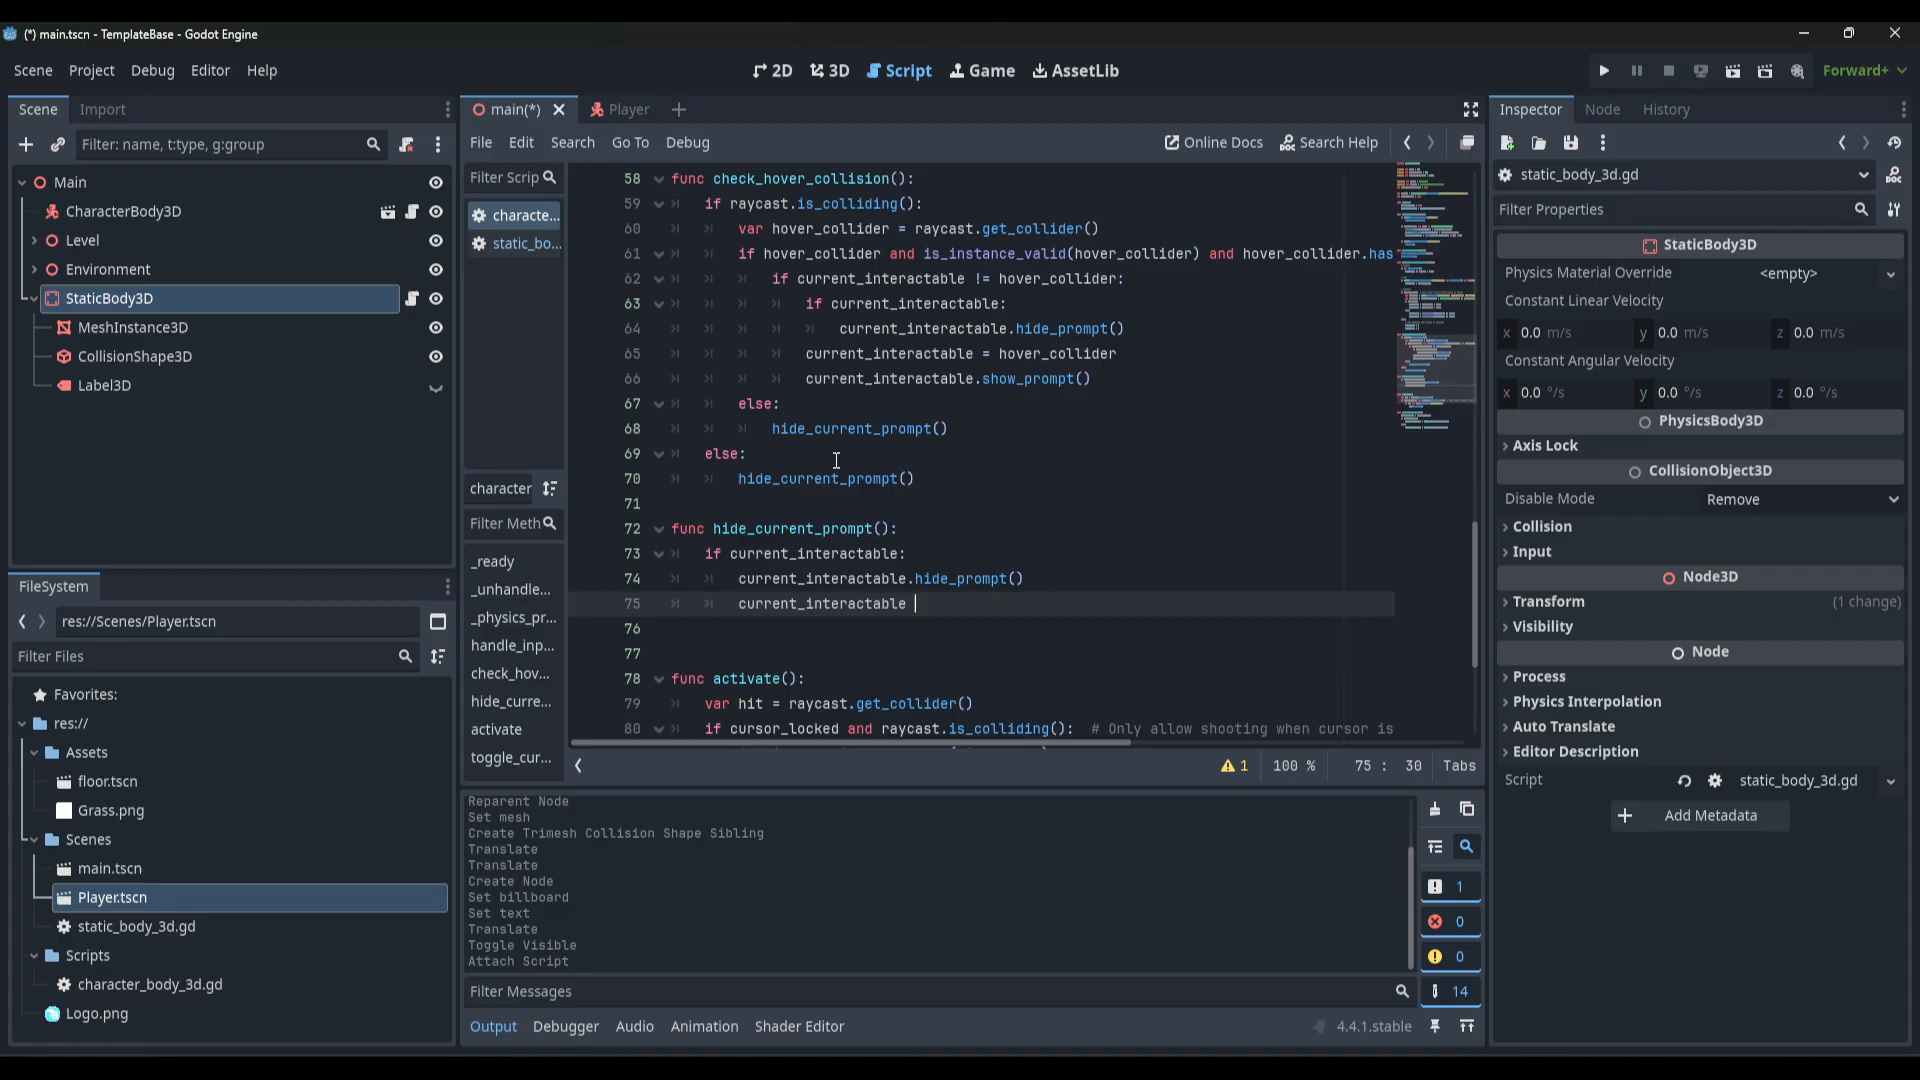 (*) main.tscn - TemplateBase - Godot Engine
Scene Project Debug Editor Help
2D 3D Script Game AssetLib
Forward+
Scene Import
Filter: name, t:type, g:group
Main
CharacterBody3D
Level
Environment
StaticBody3D
MeshInstance3D
CollisionShape3D
Label3D
FileSystem
res://Scenes/Player.tscn
Filter Files
Favorites:
res://
Assets
floor.tscn
Grass.png
Scenes
main.tscn
Player.tscn
static_body_3d.gd
Scripts
character_body_3d.gd
Logo.png
main(*) Player
File Edit Search Go To Debug
Online Docs Search Help
Filter Scrip
characte...
static_bo...
character
Filter Meth
_ready
_unhandle...
_physics_pr...
handle_inp...
check_hov...
hide_curre...
activate
toggle_cur...
58 func check_hover_collision():
59 if raycast.is_colliding():
60 var hover_collider = raycast.get_collider()
61 if hover_collider and is_instance_valid(hover_collider) and hover_collider.has
62 if current_interactable != hover_collider:
63 if current_interactable:
64 current_interactable.hide_prompt()
65 current_interactable = hover_collider
66 current_interactable.show_prompt()
67 else:
68 hide_current_prompt()
69 else:
70 hide_current_prompt()
71
72 func hide_current_prompt():
73 if current_interactable:
74 current_interactable.hide_prompt()
75 current_interactable
76
77
78 func activate():
79 var hit = raycast.get_collider()
80 if cursor_locked and raycast.is_colliding(): # Only allow shooting when cursor is
1 100 % 75 : 30 Tabs
Reparent Node
Set mesh
Create Trimesh Collision Shape Sibling
Translate
Translate
Create Node
Set billboard
Set text
Translate
Toggle Visible
Attach Script
1
0
0
14
Filter Messages
Output Debugger Audio Animation Shader Editor
4.4.1.stable
Inspector Node History
static_body_3d.gd
Filter Properties
StaticBody3D
Physics Material Override <empty>
Constant Linear Velocity
x 0.0 m/s y 0.0 m/s z 0.0 m/s
Constant Angular Velocity
x 0.0 °/s y 0.0 °/s z 0.0 °/s
PhysicsBody3D
Axis Lock
CollisionObject3D
Disable Mode Remove
Collision
Input
Node3D
Transform (1 change)
Visibility
Node
Process
Physics Interpolation
Auto Translate
Editor Description
Script static_body_3d.gd
Add Metadata